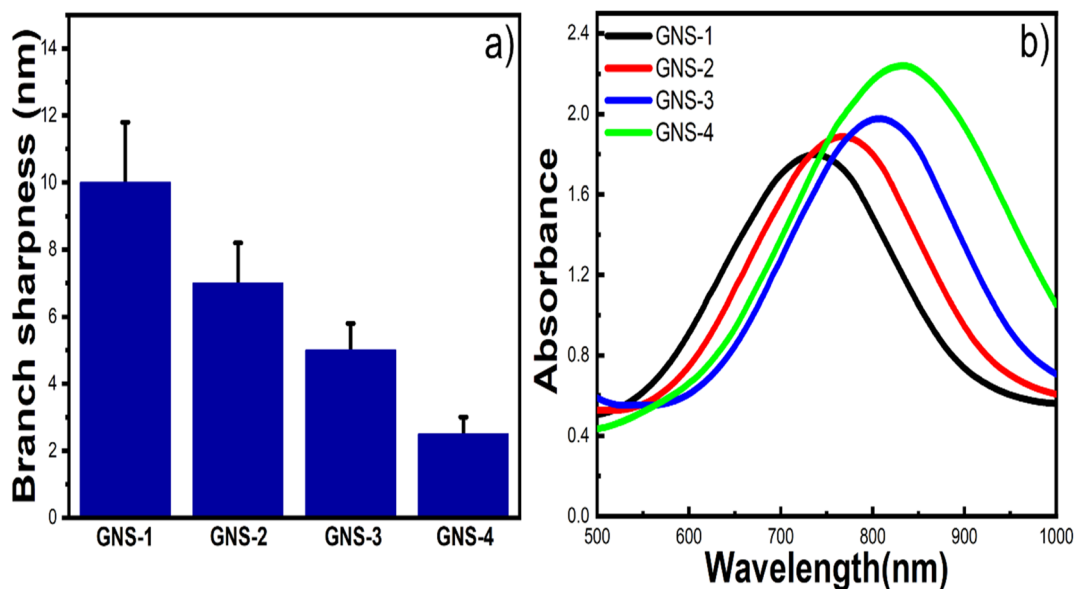 a)
Branch sharpness (nm)
14
12
10
8
6
4
2
0
GNS-1 GNS-2 GNS-3 GNS-4
b)
GNS-1
GNS-2
GNS-3
GNS-4
Absorbance
2.4
2.0
1.6
1.2
0.8
0.4
0.0
500 600 700 800 900 1000
Wavelength(nm)